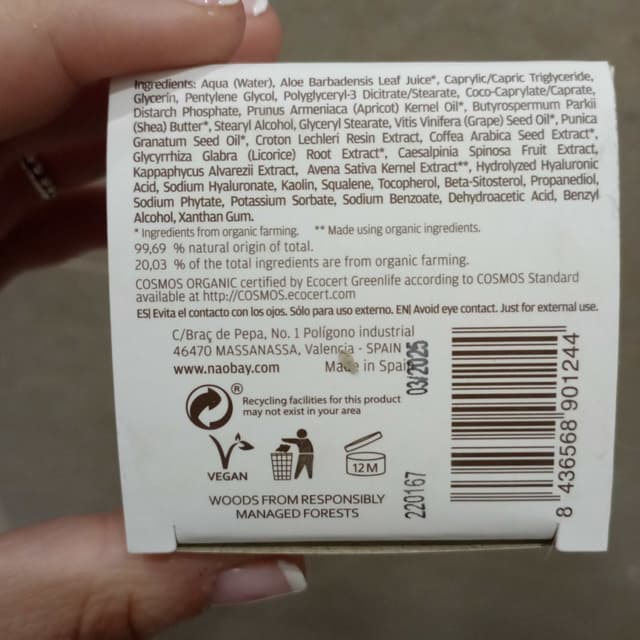 Ingredients: Aqua (Water), Aloe Barbadensis Leaf Juice*, Caprylic/Capric Triglyceride,
Glycerin, Pentylene Glycol, Polyglyceryl-3 Dicitrate/Stearate, Coco-Caprylate/Caprate,
Distarch Phosphate, Prunus Armeniaca (Apricot) Kernel Oil*, Butyrospermum Parkii
(Shea) Butter*, Stearyl Alcohol, Glyceryl Stearate, Vitis Vinifera (Grape) Seed Oil*, Punica
Granatum Seed Oil*, Croton Lechleri Resin Extract, Coffea Arabica Seed Extract*,
Glycyrrhiza Glabra (Licorice) Root Extract*, Caesalpinia Spinosa Fruit Extract,
Kappaphycus Alvarezii Extract, Avena Sativa Kernel Extract**, Hydrolyzed Hyaluronic
Acid, Sodium Hyaluronate, Kaolin, Squalene, Tocopherol, Beta-Sitosterol, Propanediol,
Sodium Phytate, Potassium Sorbate, Sodium Benzoate, Dehydroacetic Acid, Benzyl
Alcohol, Xanthan Gum.
* Ingredients from organic farming. ** Made using organic ingredients.
99,69 % natural origin of total.
20,03 % of the total ingredients are from organic farming.
COSMOS ORGANIC certified by Ecocert Greenlife according to COSMOS Standard
available at http://COSMOS.ecocert.com
ES| Evita el contacto con los ojos. Sólo para uso externo. EN| Avoid eye contact. Just for external use.
C/Braç de Pepa, No. 1 Polígono industrial
46470 MASSANASSA, Valencia - SPAIN
www.naobay.com Made in Spain
03/2025
®
Recycling facilities for this product
may not exist in your area
VEGAN
12 M
220167
WOODS FROM RESPONSIBLY
MANAGED FORESTS
8 436568 901244